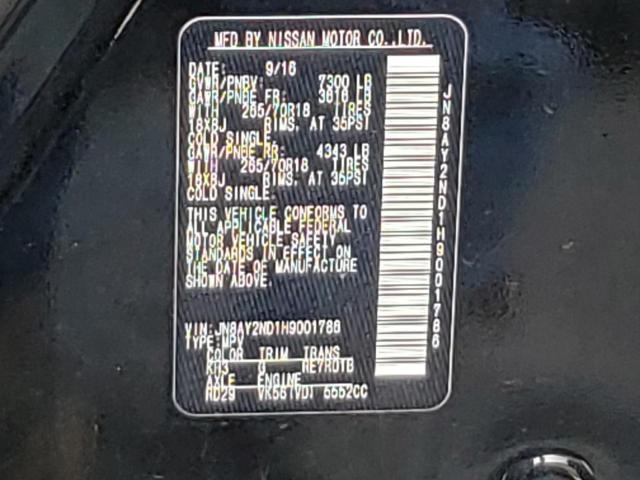 MFD BY NISSAN MOTOR CO.,LTD.
DATE: 9/16
GVWR/PNBV: 7300 LB
GAWR/PNBE FR: 3618 LB
WITH 265/70R18 TIRES
18X8J RIMS. AT 35PSI
COLD SINGLE.
GAWR/PNBE RR: 4343 LB
WITH 265/70R18 TIRES
18X8J RIMS. AT 35PSI
COLD SINGLE.
THIS VEHICLE CONFORMS TO
ALL APPLICABLE FEDERAL
MOTOR VEHICLE SAFETY
STANDARDS IN EFFECT ON
THE DATE OF MANUFACTURE
SHOWN ABOVE.
VIN:JN8AY2ND1H9001786
TYPE:MPV
COLOR TRIM TRANS
KH3 G RE7R01B
AXLE ENGINE
RD29 VK56(VD) 5552CC
JN8AY2ND1H9001786